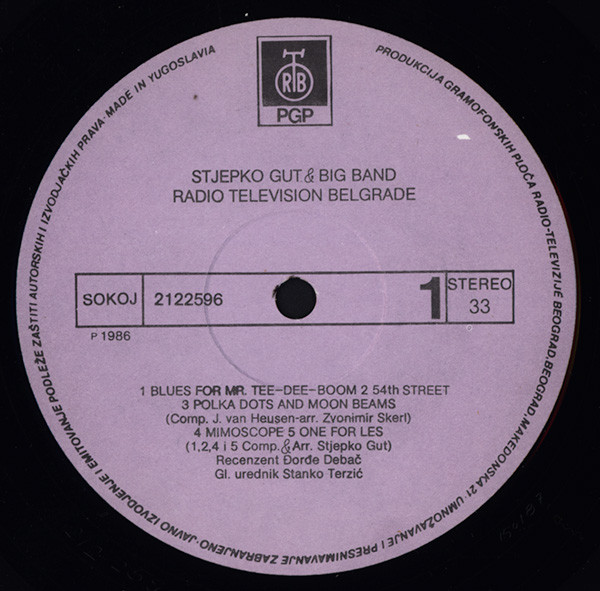 PRODUKCIJA GRAMOFONSKIH PLOČA RADIO-TELEVIZIJE BEOGRAD, BEOGRAD, MAKEDONSKA 21 · UMNOŽAVANJE I PRESNIMAVANJE ZABRANJENO · JAVNO IZVODJENJE I EMITOVANJE PODLEŽE ZAŠTITI AUTORSKIH I IZVODJAČKIH PRAVA · MADE IN YUGOSLAVIA
RTB
PGP
STJEPKO GUT & BIG BAND
RADIO TELEVISION BELGRADE
SOKOJ 2122596 1 STEREO
33
P 1986
1 BLUES FOR MR. TEE-DEE-BOOM 2 54th STREET
3 POLKA DOTS AND MOON BEAMS
(Comp. J. van Heusen-arr. Zvonimir Skerl)
4 MIMOSCOPE 5 ONE FOR LES
(1,2,4 i 5 Comp. & Arr. Stjepko Gut)
Recenzent Đorđe Debač
Gl. urednik Stanko Terzić